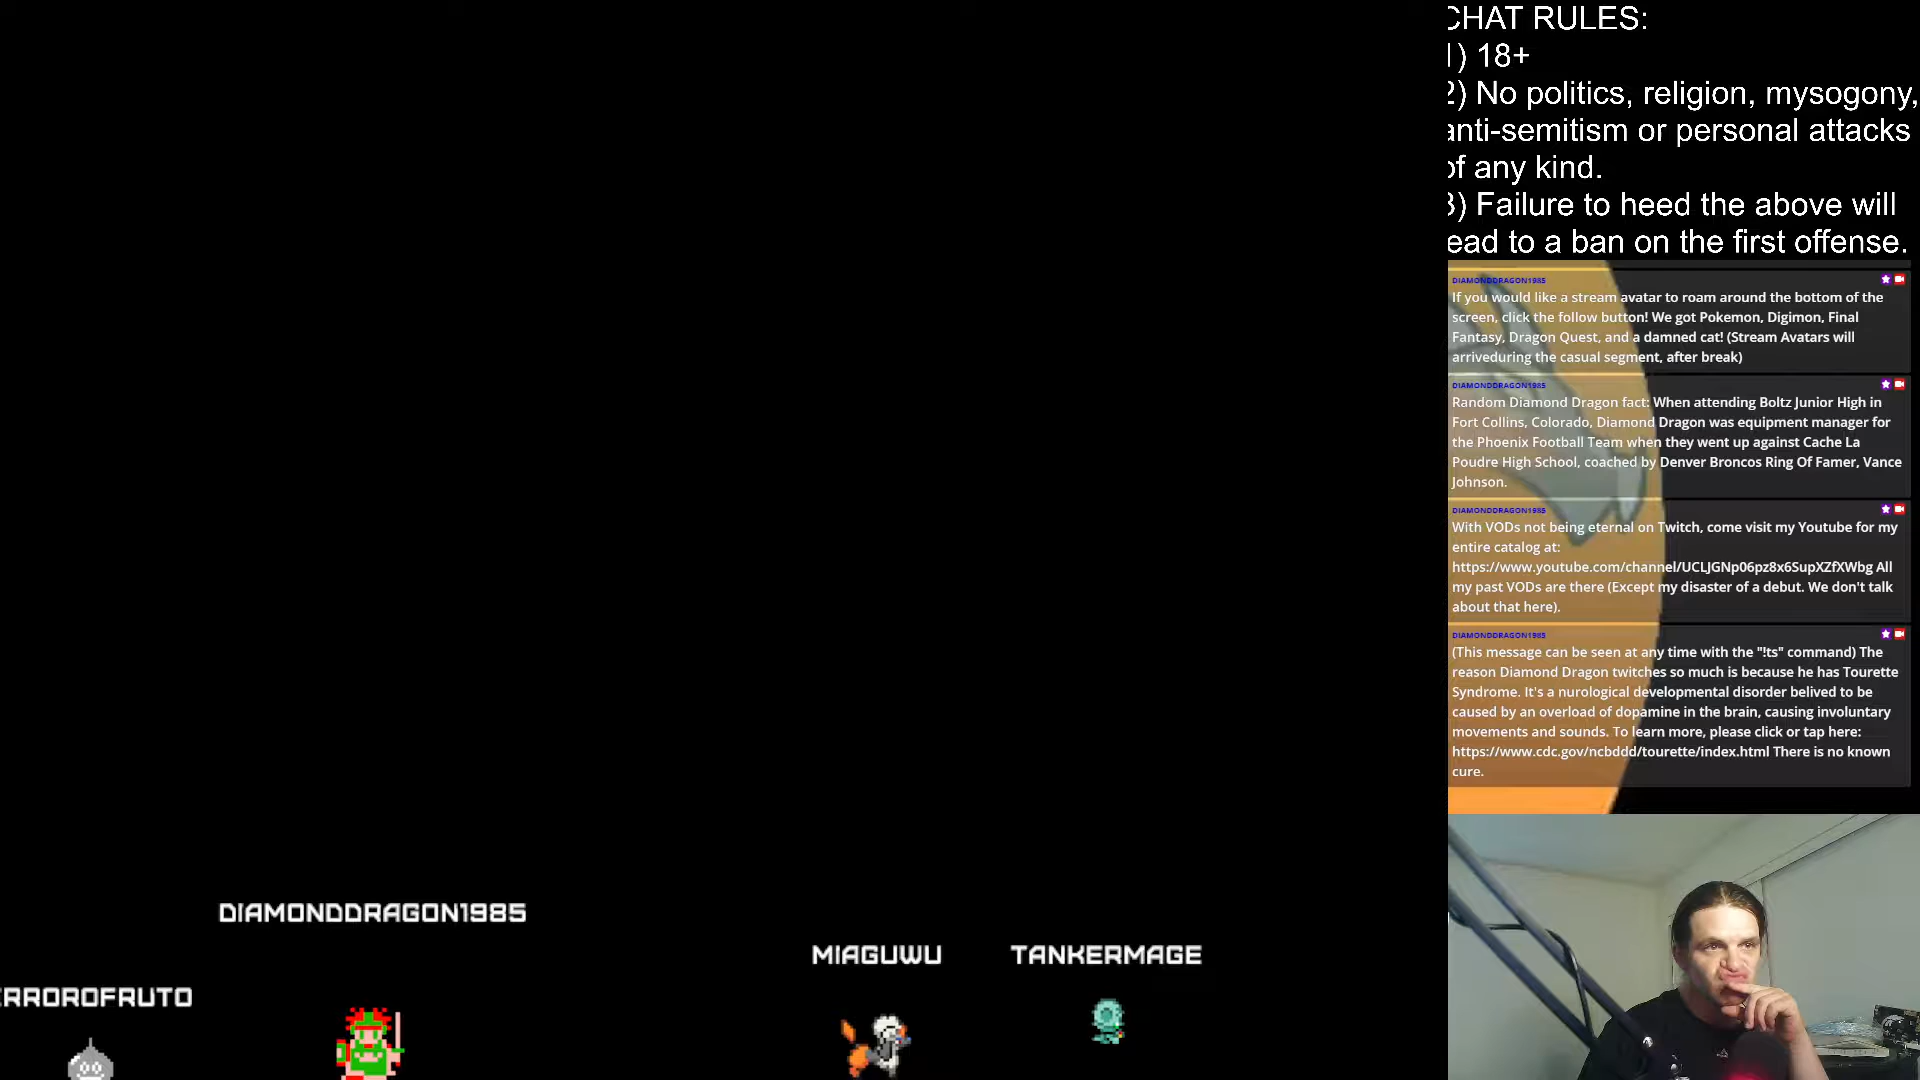 CHAT RULES:
1) 18+
2) No politics, religion, mysogony,
anti-semitism or personal attacks
of any kind.
3) Failure to heed the above will
ead to a ban on the first offense.
DIAMONDDRAGON1985
If you would like a stream avatar to roam around the bottom of the
screen, click the follow button! We got Pokemon, Digimon, Final
Fantasy, Dragon Quest, and a damned cat! (Stream Avatars will
arriveduring the casual segment, after break)
DIAMONDDRAGON1985
Random Diamond Dragon fact: When attending Boltz Junior High in
Fort Collins, Colorado, Diamond Dragon was equipment manager for
the Phoenix Football Team when they went up against Cache La
Poudre High School, coached by Denver Broncos Ring Of Famer, Vance
Johnson.
DIAMONDDRAGON1985
With VODs not being eternal on Twitch, come visit my Youtube for my
entire catalog at:
https://www.youtube.com/channel/UCLJGNp06pz8x6SupXZfXWbg All
my past VODs are there (Except my disaster of a debut. We don't talk
about that here).
DIAMONDDRAGON1985
(This message can be seen at any time with the "!ts" command) The
reason Diamond Dragon twitches so much is because he has Tourette
Syndrome. It's a nurological developmental disorder belived to be
caused by an overload of dopamine in the brain, causing involuntary
movements and sounds. To learn more, please click or tap here:
https://www.cdc.gov/ncbddd/tourette/index.html There is no known
cure.
DIAMONDDRAGON1985
MIAGUWU
TANKERMAGE
RROROFRUTO